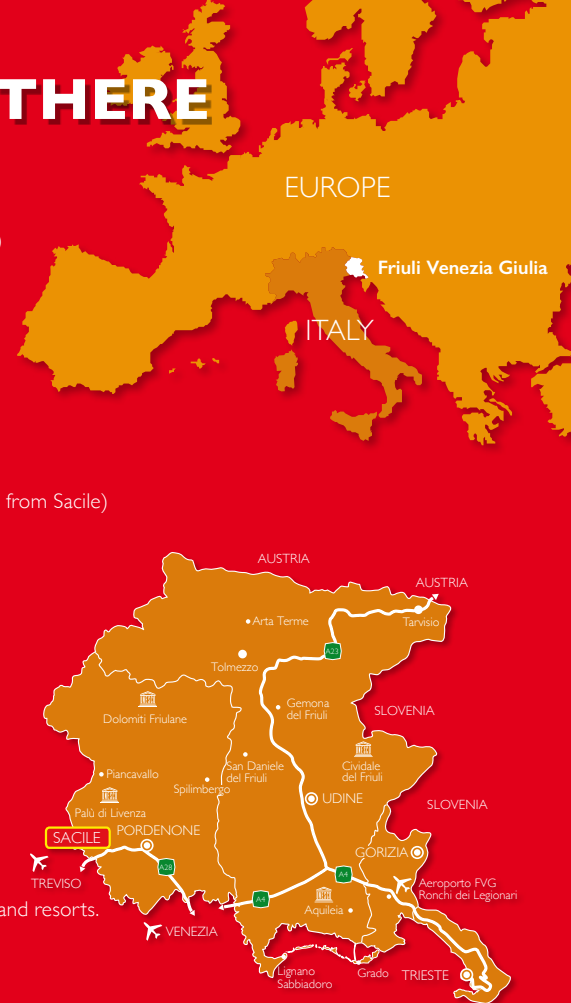 THERE
EUROPE
)
Friuli Venezia Giulia
ITALY
from Sacile)
AUSTRIA
AUSTRIA
Arta Terme
Tarvisio
A23
Tolmezzo
Gemona
del Friuli
SLOVENIA
Dolomiti Friulane
San Daniele
del Friuli
Cividale
del Friuli
Piancavallo
Spilimbergo
Palù di Livenza
UDINE
SLOVENIA
SACILE
PORDENONE
GORIZIA
TREVISO
A28
A4
A4
Aeroporto FVG
Ronchi dei Legionari
and resorts.
Aquileia
VENEZIA
Lignano
Sabbiadoro
Grado
TRIESTE